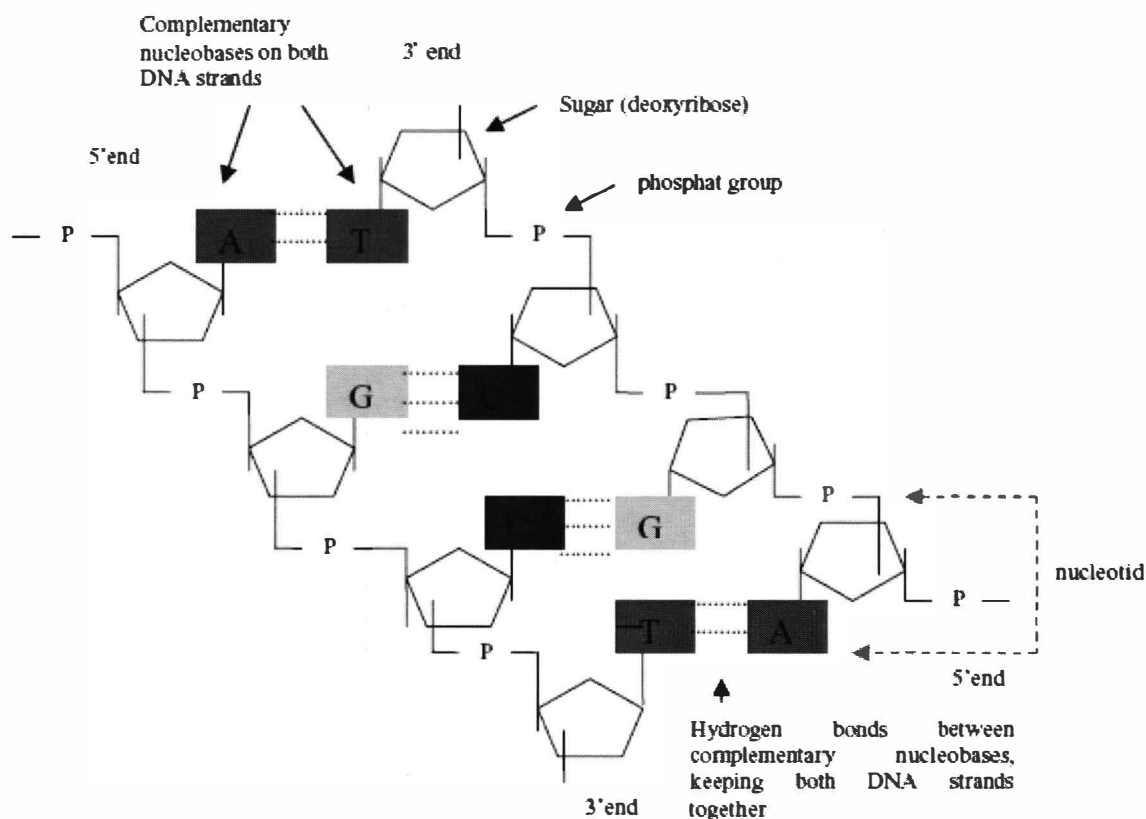 Complementary
nucleobases on both
DNA strands
3' end
Sugar (deoxyribose)
5'end
phosphat group
P
A
T
P
P
G
C
P
P
C
G
P
nucleotid
P
T
A
P
5'end
Hydrogen bonds between
complementary nucleobases,
keeping both DNA strands
together
3'end